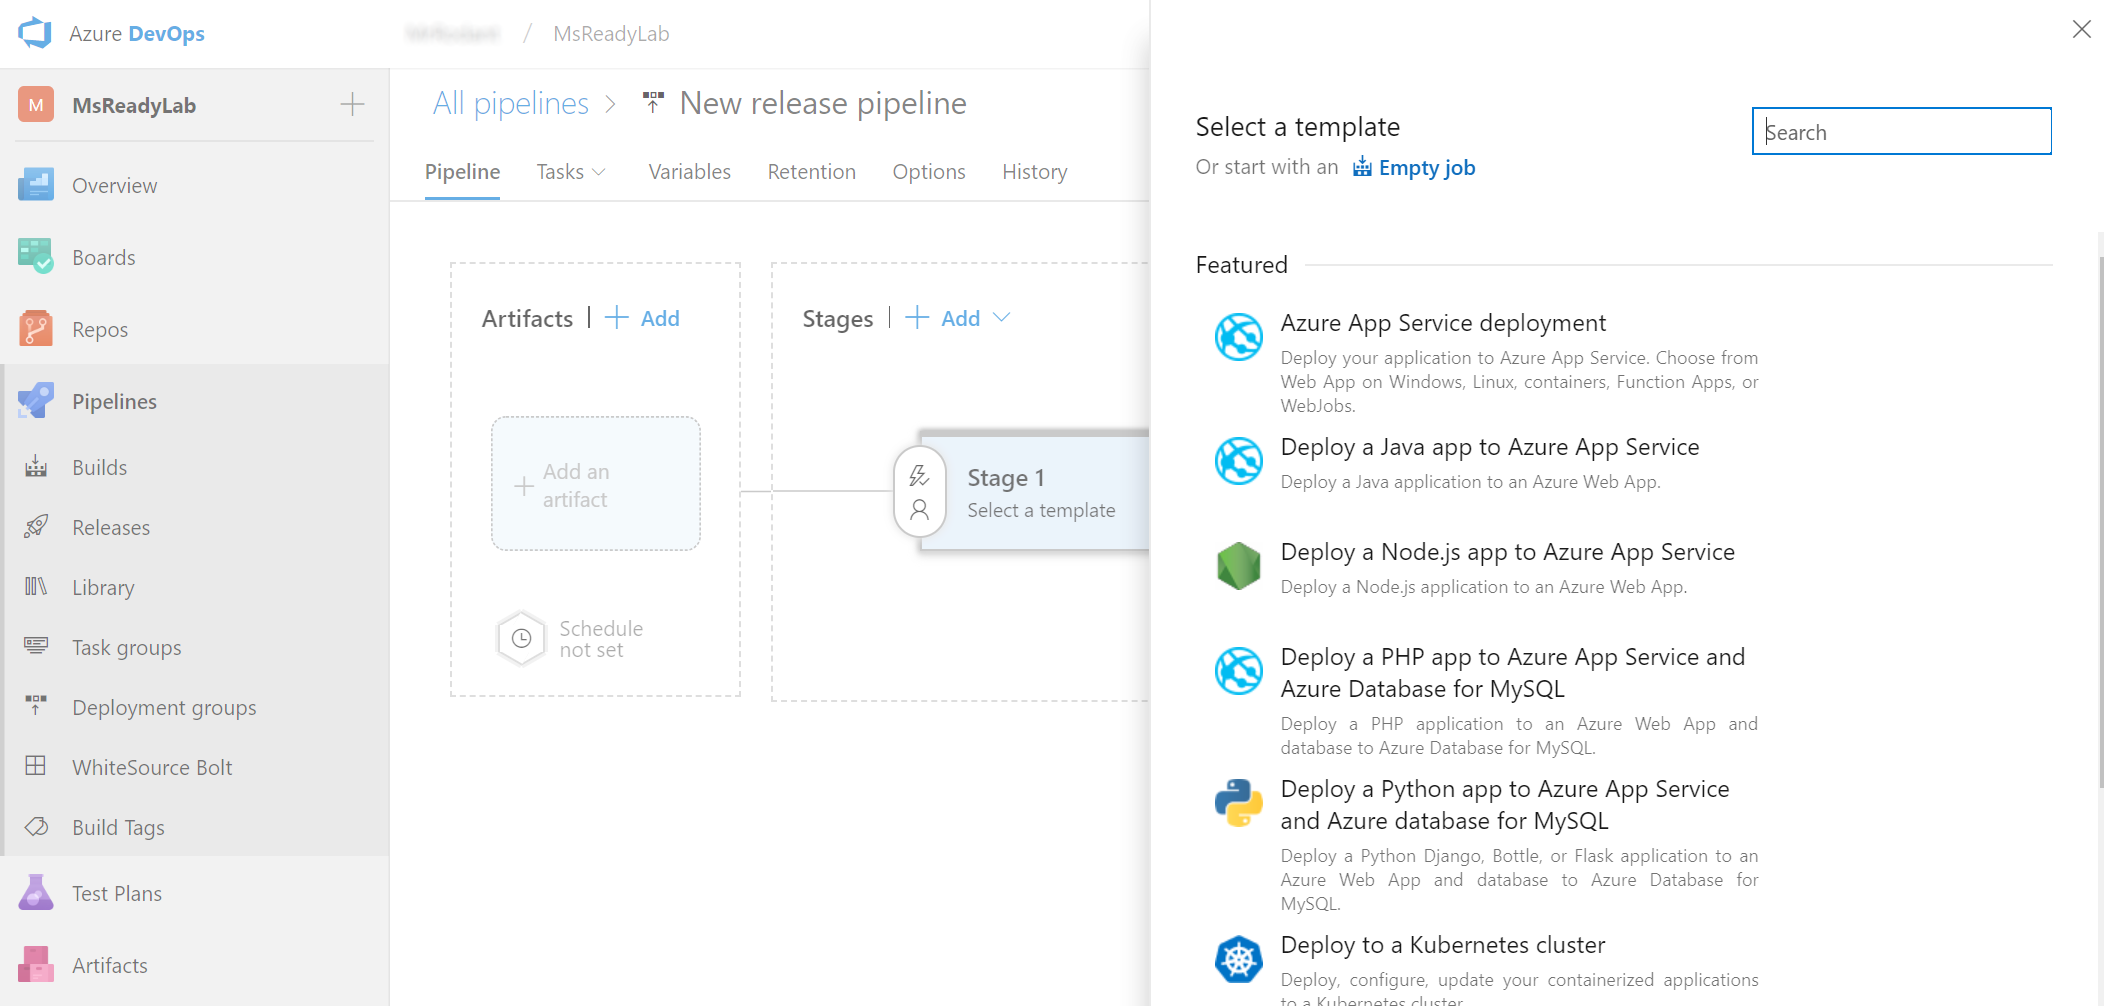 Azure DevOps
/ MsReadyLab
M MsReadyLab
Overview
Boards
Repos
Pipelines
Builds
Releases
Library
Task groups
Deployment groups
WhiteSource Bolt
Build Tags
Test Plans
Artifacts
All pipelines > New release pipeline
Pipeline Tasks Variables Retention Options History
Artifacts | + Add
Add an
artifact
Schedule
not set
Stages | + Add
Stage 1
Select a template
Select a template
Or start with an Empty job
Search
Featured
Azure App Service deployment
Deploy your application to Azure App Service. Choose from
Web App on Windows, Linux, containers, Function Apps, or
WebJobs.
Deploy a Java app to Azure App Service
Deploy a Java application to an Azure Web App.
Deploy a Node.js app to Azure App Service
Deploy a Node.js application to an Azure Web App.
Deploy a PHP app to Azure App Service and
Azure Database for MySQL
Deploy a PHP application to an Azure Web App and
database to Azure Database for MySQL.
Deploy a Python app to Azure App Service
and Azure database for MySQL
Deploy a Python Django, Bottle, or Flask application to an
Azure Web App and database to Azure Database for
MySQL.
Deploy to a Kubernetes cluster
Deploy, configure, update your containerized applications
to a Kubernetes cluster